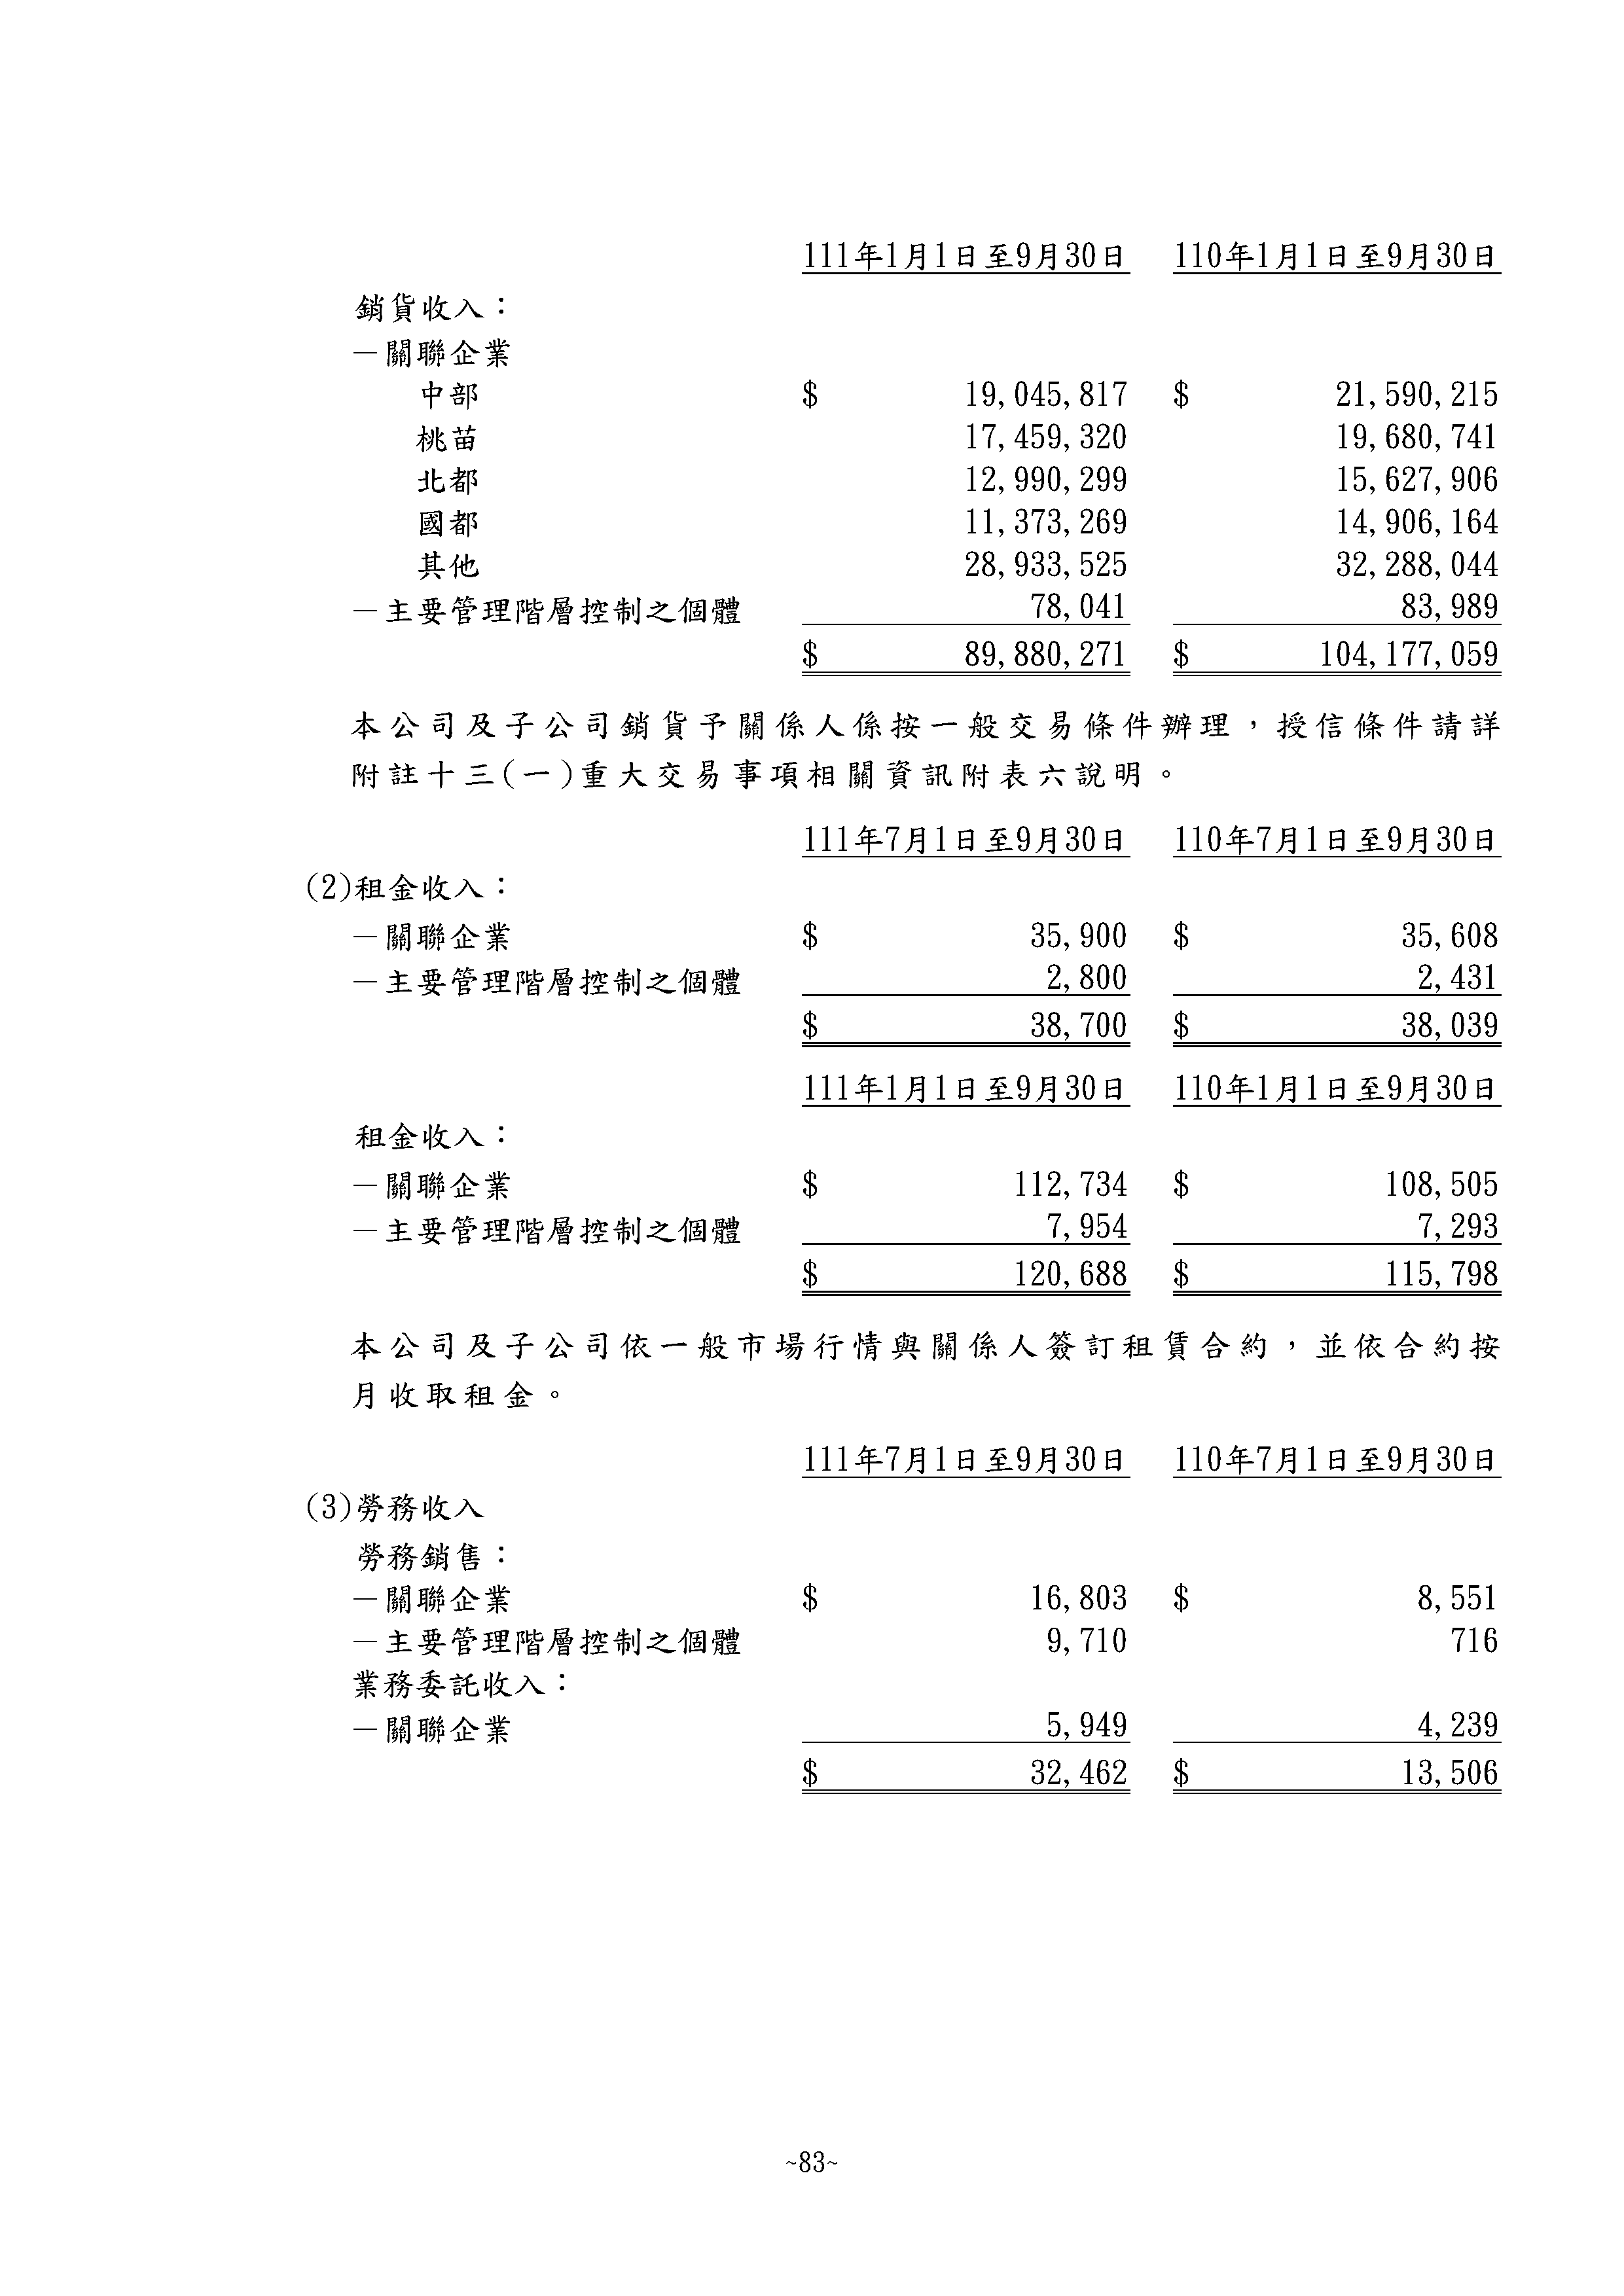 111年1月1日至9月30日 110年1月1日至9月30日
銷貨收入：
－關聯企業
中部 $ 19,045,817 $ 21,590,215
桃苗 17,459,320 19,680,741
北都 12,990,299 15,627,906
國都 11,373,269 14,906,164
其他 28,933,525 32,288,044
－主要管理階層控制之個體 78,041 83,989
$ 89,880,271 $ 104,177,059
本公司及子公司銷貨予關係人係按一般交易條件辦理，授信條件請詳
附註十三(一)重大交易事項相關資訊附表六說明。
111年7月1日至9月30日 110年7月1日至9月30日
(2)租金收入：
－關聯企業 $ 35,900 $ 35,608
－主要管理階層控制之個體 2,800 2,431
$ 38,700 $ 38,039
111年1月1日至9月30日 110年1月1日至9月30日
租金收入：
－關聯企業 $ 112,734 $ 108,505
－主要管理階層控制之個體 7,954 7,293
$ 120,688 $ 115,798
本公司及子公司依一般市場行情與關係人簽訂租賃合約，並依合約按
月收取租金。
111年7月1日至9月30日 110年7月1日至9月30日
(3)勞務收入
勞務銷售：
－關聯企業 $ 16,803 $ 8,551
－主要管理階層控制之個體 9,710 716
業務委託收入：
－關聯企業 5,949 4,239
$ 32,462 $ 13,506
~83~